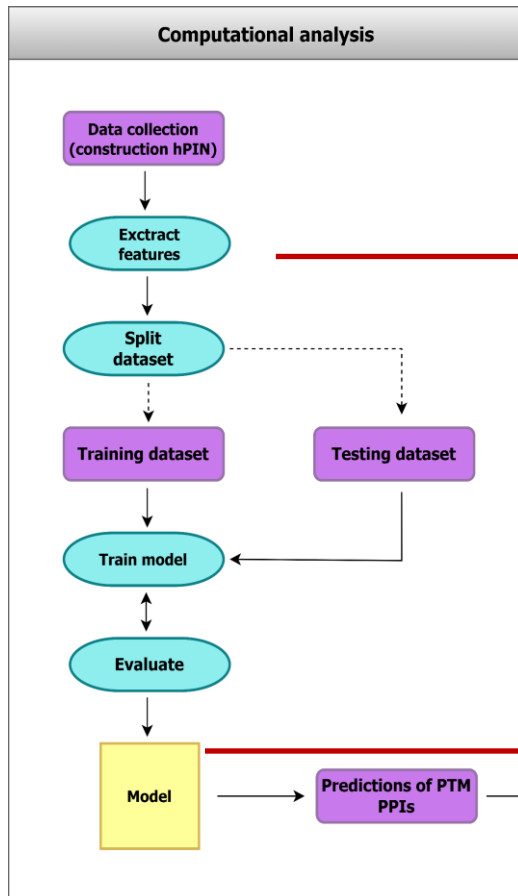 Computational analysis
Data collection
(construction hPIN)
Exctract
features
Split
dataset
Training dataset
Testing dataset
Train model
Evaluate
Model
Predictions of PTM
PPIs